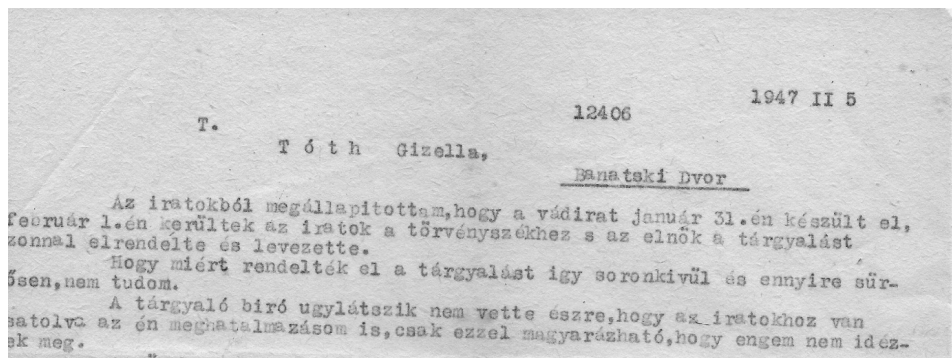 1947 II 5
12406
T.
T ó t h Gizella,
Banatski Dvor
Az iratokból megállapitottam,hogy a vádirat január 31.én készült el,
február 1.én kerültek az iratok a törvényszékhez s az elnök a tárgyalást
zonnal elrendelte és levezette.
Hogy miért rendelték el a tárgyalást igy soronkivül és ennyire sür-
ősen,nem tudom.
A tárgyaló biró ugylátszik nem vette észre,hogy az iratokhoz van
satolva az én meghatalmazásom is,csak ezzel magyarázható,hogy engem nem idéz-
ek meg.